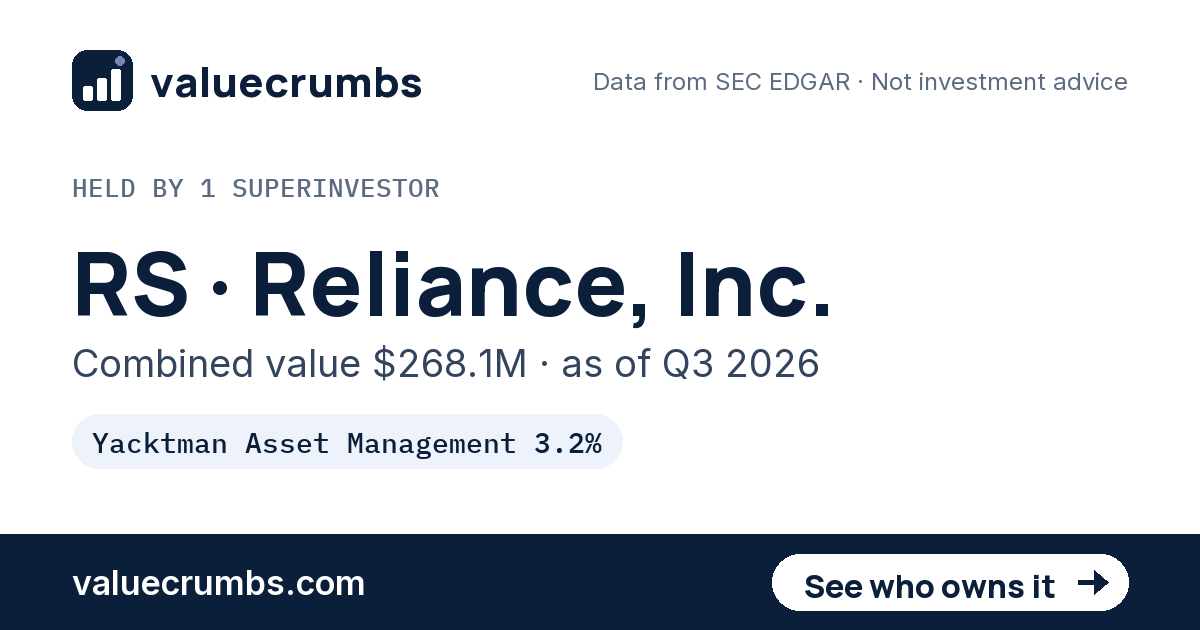 valuecrumbs
Data from SEC EDGAR · Not investment advice
HELD BY 1 SUPERINVESTOR
RS · Reliance, Inc.
Combined value $268.1M · as of Q3 2026
Yacktman Asset Management 3.2%
valuecrumbs.com
See who owns it →